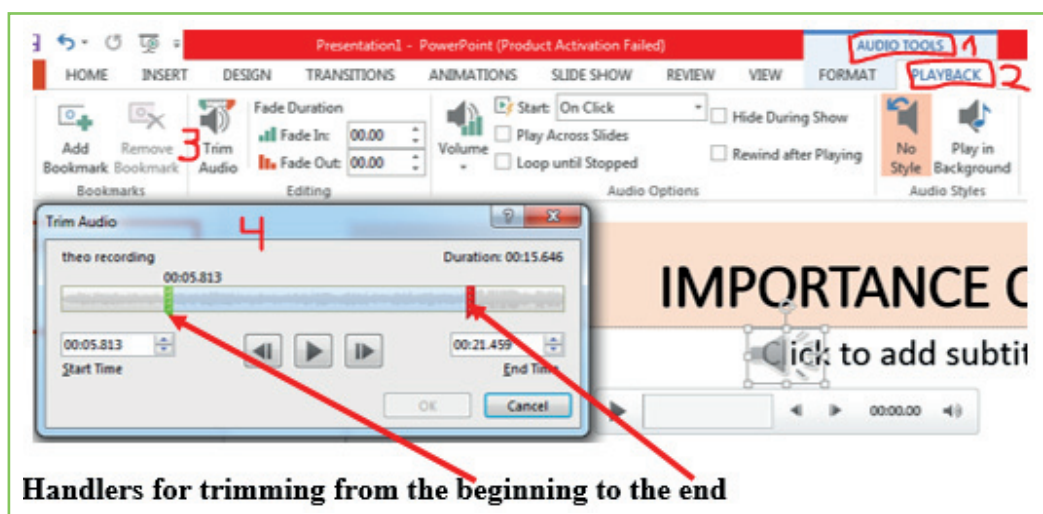 Presentation1 - PowerPoint (Product Activation Failed)
AUDIO TOOLS 1
HOME INSERT DESIGN TRANSITIONS ANIMATIONS SLIDE SHOW REVIEW VIEW FORMAT PLAYBACK 2
Add Bookmark
Remove Bookmark
Bookmarks
3
Trim Audio
Fade Duration
Fade In: 00.00
Fade Out: 00.00
Editing
Volume
Start: On Click
Play Across Slides
Loop until Stopped
Hide During Show
Rewind after Playing
Audio Options
No Style
Play in Background
Audio Styles
Trim Audio
4
?
X
theo recording
Duration: 00:15.646
00:05.813
00:05.813
Start Time
00:21.459
End Time
OK
Cancel
IMPORTANCE
ick to add subtit
00:00.00
Handlers for trimming from the beginning to the end